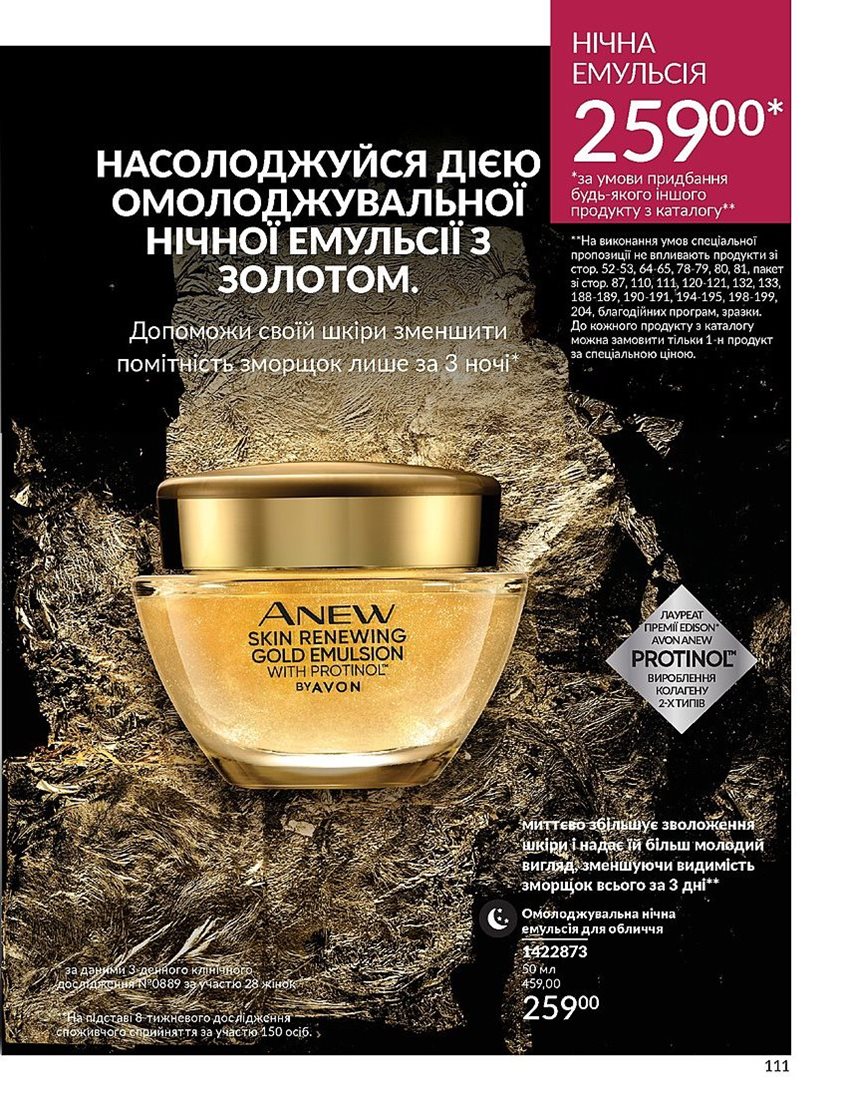 НІЧНА
ЕМУЛЬСІЯ
259⁰⁰*
*за умови придбання
будь-якого іншого
продукту з каталогу**
**На виконання умов спеціальної
пропозиції не впливають продукти зі
стор. 52-53, 64-65, 78-79, 80, 81, пакет
зі стор. 87, 110, 111, 120-121, 132, 133,
188-189, 190-191, 194-195, 198-199,
204, благодійних програм, зразки.
До кожного продукту з каталогу
можна замовити тільки 1-н продукт
за спеціальною ціною.
НАСОЛОДЖУЙСЯ ДІЄЮ
ОМОЛОДЖУВАЛЬНОЇ
НІЧНОЇ ЕМУЛЬСІЇ З
ЗОЛОТОМ.
Допоможи своїй шкіри зменшити
помітність зморщок лише за 3 ночі*
ANEW
SKIN RENEWING
GOLD EMULSION
WITH PROTINOL™
BY AVON
ЛАУРЕАТ
ПРЕМІЇ EDISON*
AVON ANEW
PROTINOL™
ВИРОБЛЕННЯ
КОЛАГЕНУ
2-Х ТИПІВ
миттєво збільшує зволоження
шкіри і надає їй більш молодий
вигляд, зменшуючи видимість
зморщок всього за 3 дні**
Омолоджувальна нічна
емульсія для обличчя
1422873
50 мл
459,00
259⁰⁰
за даними 3-денного клінічного
дослідження №0889 за участю 28 жінок
**На підставі 8-тижневого дослідження
споживчого сприйняття за участю 150 осіб.
111